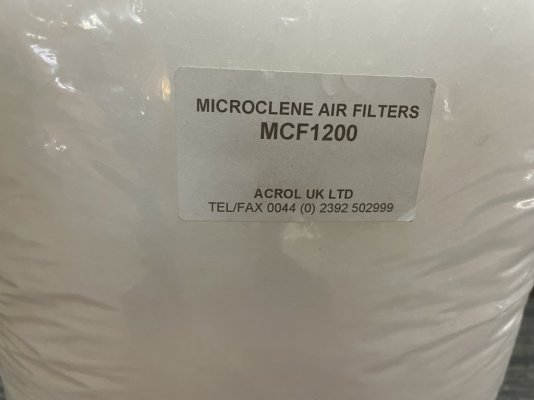 MICROCLENE AIR FILTERS
MCF1200
ACROL UK LTD
TEL/FAX 0044 (0) 2392 502999